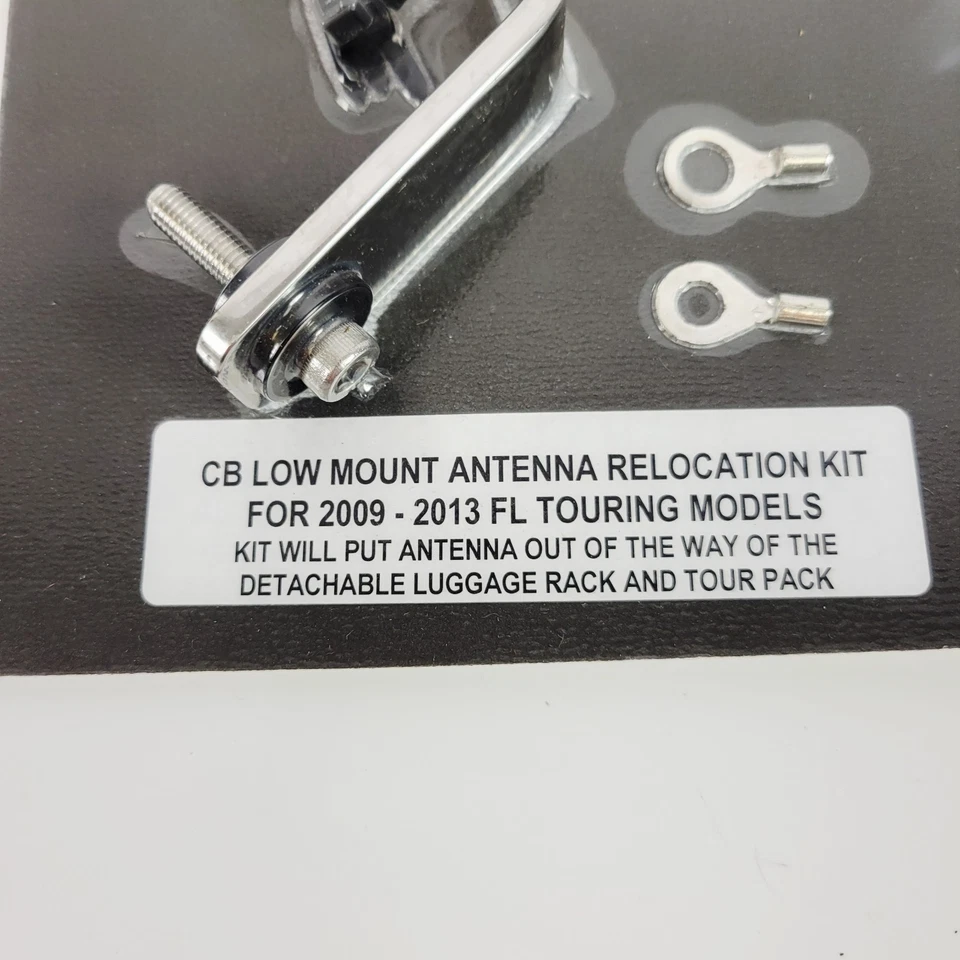 CB LOW MOUNT ANTENNA RELOCATION KIT
FOR 2009 - 2013 FL TOURING MODELS
KIT WILL PUT ANTENNA OUT OF THE WAY OF THE
DETACHABLE LUGGAGE RACK AND TOUR PACK